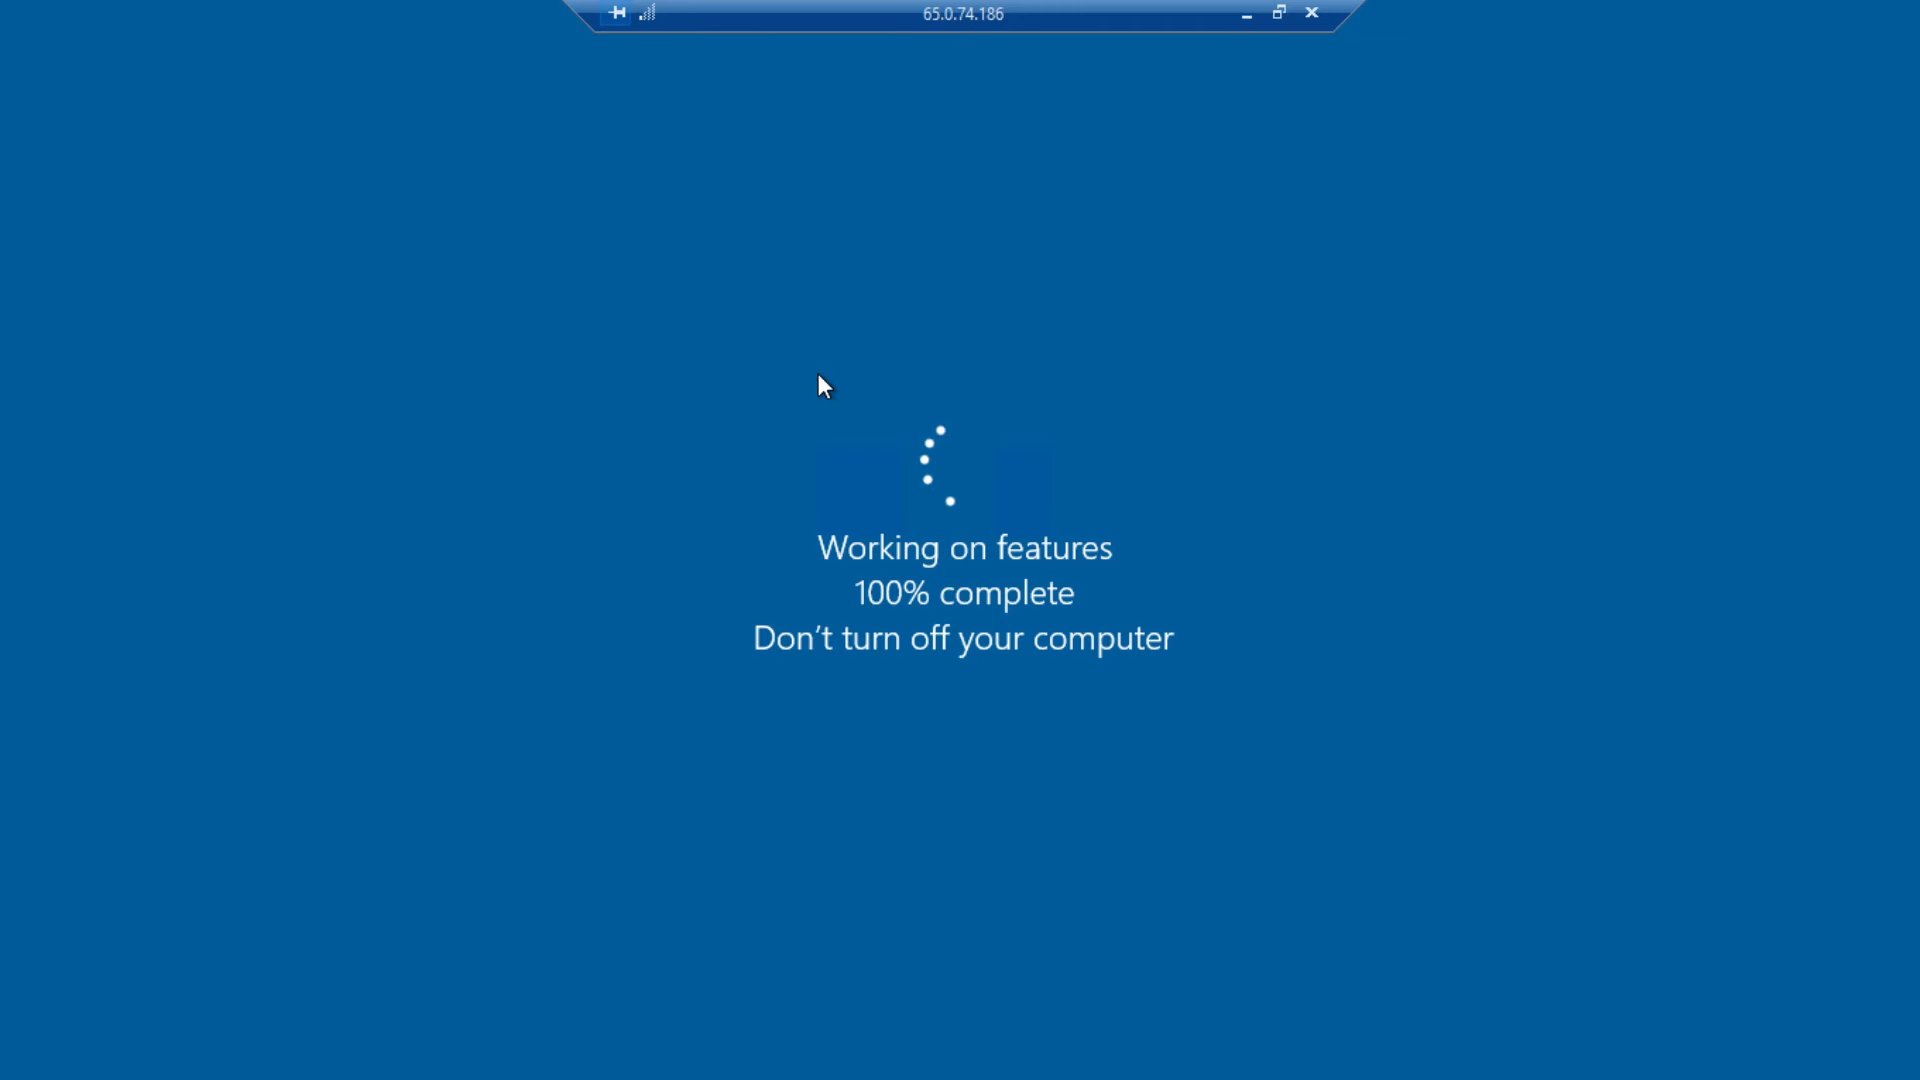 65.0.74.186
Working on features
100% complete
Don’t turn off your computer